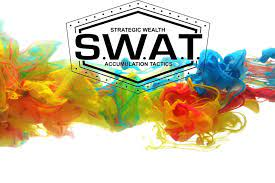 STRATEGIC WEALTH
S.W.A.T.
ACCUMULATION TACTICS